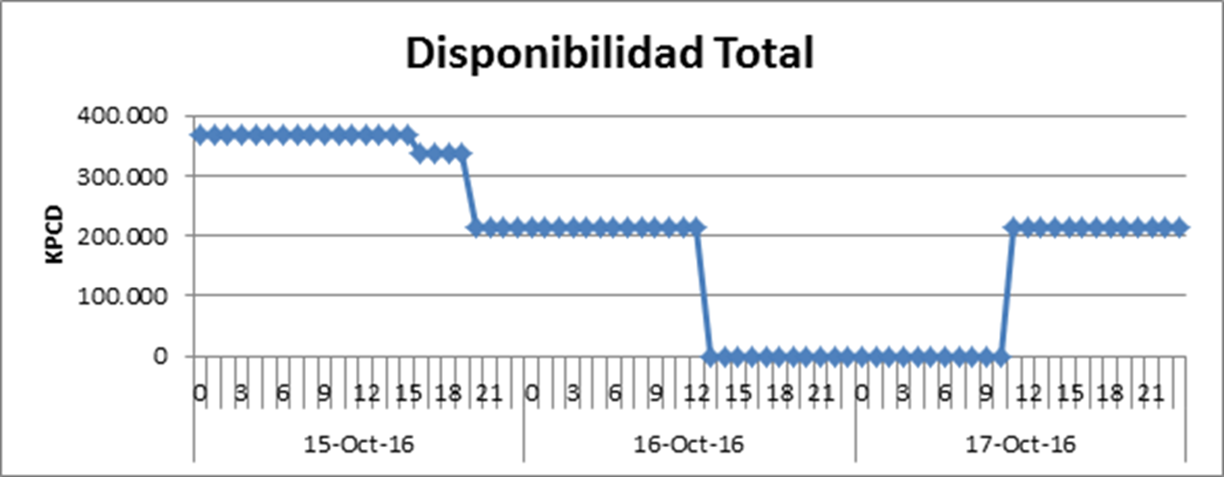 Disponibilidad Total
KPCD
400.000
300.000
200.000
100.000
0
0 3 6 9 12 15 18 21 0 3 6 9 12 15 18 21 0 3 6 9 12 15 18 21
15-Oct-16 16-Oct-16 17-Oct-16